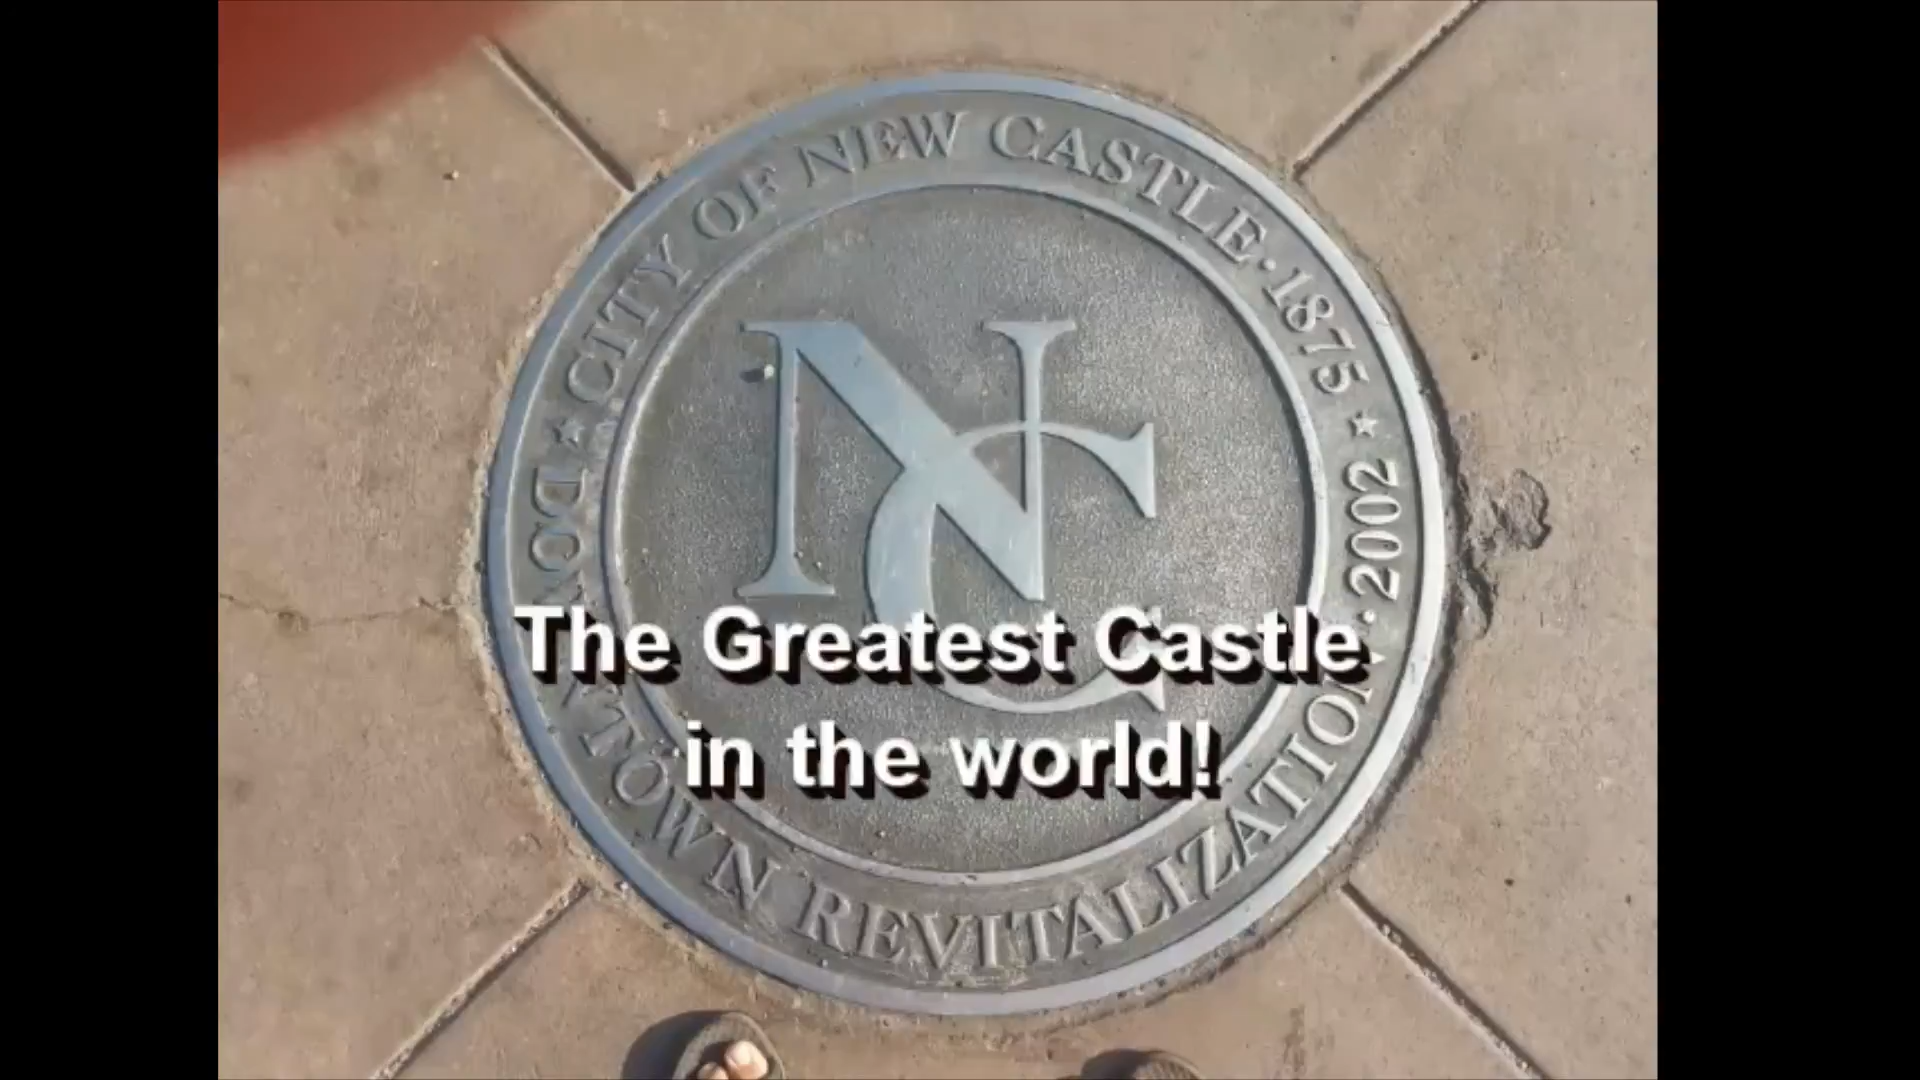 CITY OF NEW CASTLE · 1875
NC
The Greatest Castle
in the world!
DOWNTOWN REVITALIZATION · 2002